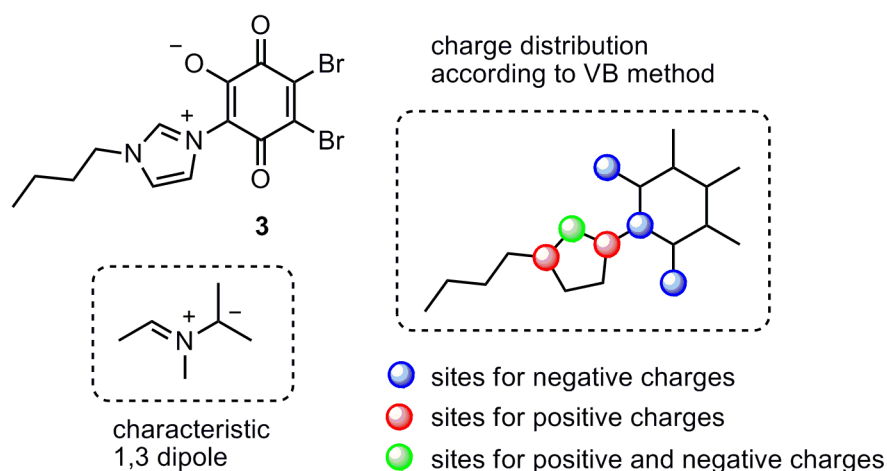 O
−
O
Br
+
N
N
Br
O
3
+
−
N
characteristic
1,3 dipole
charge distribution
according to VB method
sites for negative charges
sites for positive charges
sites for positive and negative charges